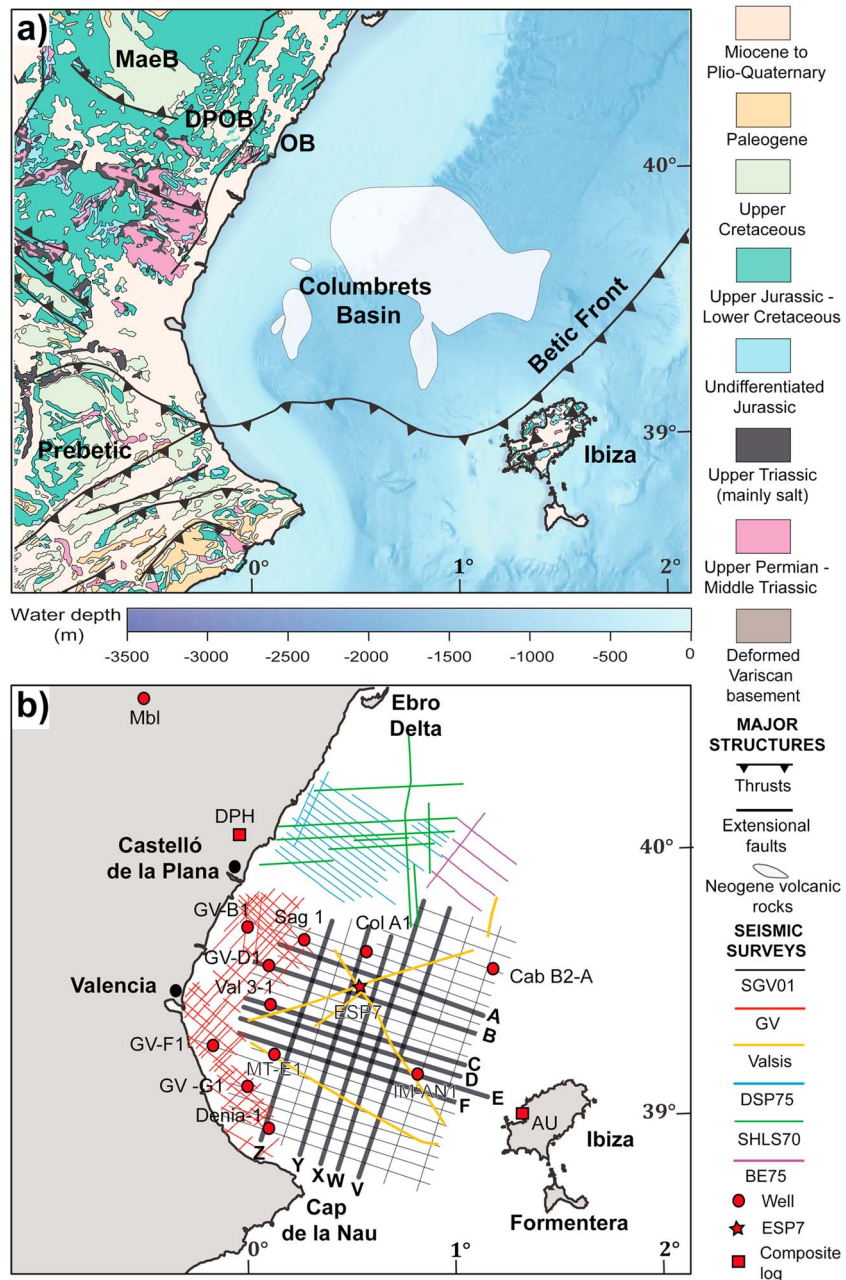 a)
MaeB
DPOB
OB
40°
Columbrets
Basin
Betic Front
39°
Prebetic
Ibiza
0°
1°
2°
Water depth
(m)
-3500
-3000
-2500
-2000
-1500
-1000
-500
0
Miocene to
Plio-Quaternary
Paleogene
Upper
Cretaceous
Upper Jurassic -
Lower Cretaceous
Undifferentiated
Jurassic
Upper Triassic
(mainly salt)
Upper Permian -
Middle Triassic
Deformed
Variscan
basement
MAJOR
STRUCTURES
Thrusts
Extensional
faults
Neogene volcanic
rocks
SEISMIC
SURVEYS
SGV01
GV
Valsis
DSP75
SHLS70
BE75
Well
ESP7
Composite
log
b)
Mbl
Ebro
Delta
DPH
Castelló
de la Plana
40°
GV-B1
Sag 1
Col A1
GV-D1
Cab B2-A
Valencia
Val 3-1
ESP7
A
B
GV-F1
MT-E1
C
D
GV -G1
IM-AN1
E
F
Denia-1
39°
AU
Z
Y
X
W
V
Ibiza
Cap
de la Nau
Formentera
0°
1°
2°